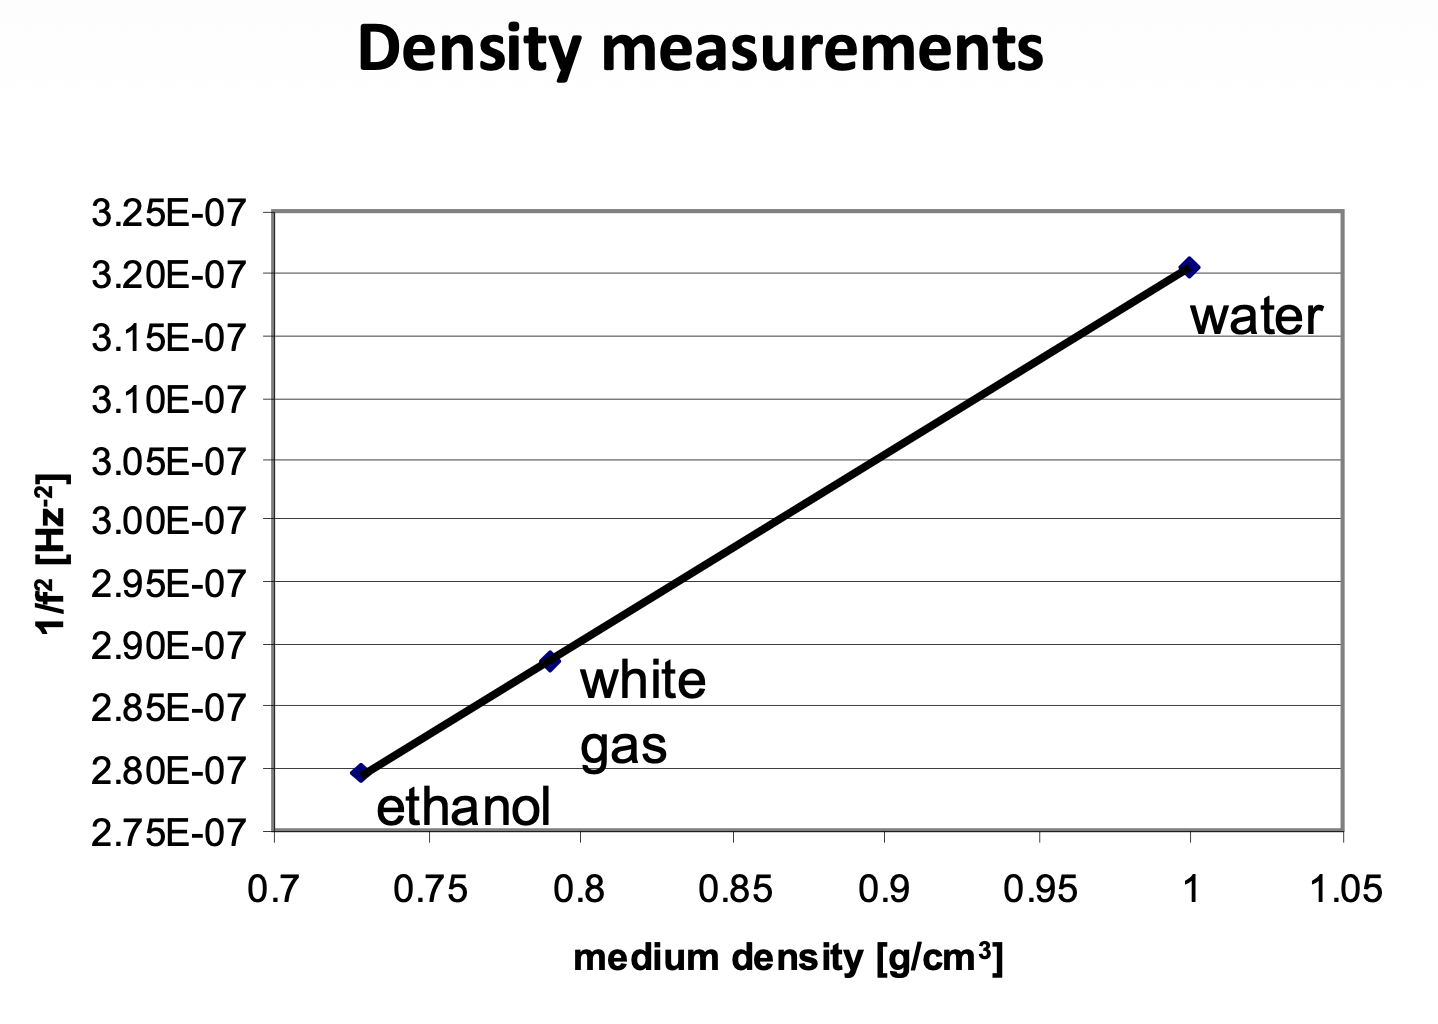 Density measurements
3.25E-07
3.20E-07
3.15E-07
3.10E-07
3.05E-07
3.00E-07
2.95E-07
2.90E-07
2.85E-07
2.80E-07
2.75E-07
1/f² [Hz⁻²]
water
white
gas
ethanol
0.7 0.75 0.8 0.85 0.9 0.95 1 1.05
medium density [g/cm³]